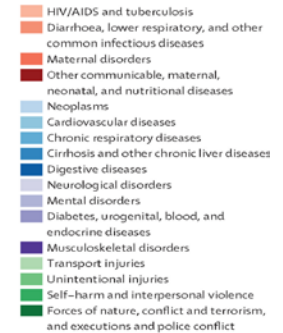 HIV/AIDS and tuberculosis
Diarrhoea, lower respiratory, and other
common infectious diseases
Maternal disorders
Other communicable, maternal,
neonatal, and nutritional diseases
Neoplasms
Cardiovascular diseases
Chronic respiratory diseases
Cirrhosis and other chronic liver diseases
Digestive diseases
Neurological disorders
Mental disorders
Diabetes, urogenital, blood, and
endocrine diseases
Musculoskeletal disorders
Transport injuries
Unintentional injuries
Self-harm and interpersonal violence
Forces of nature, conflict and terrorism,
and executions and police conflict